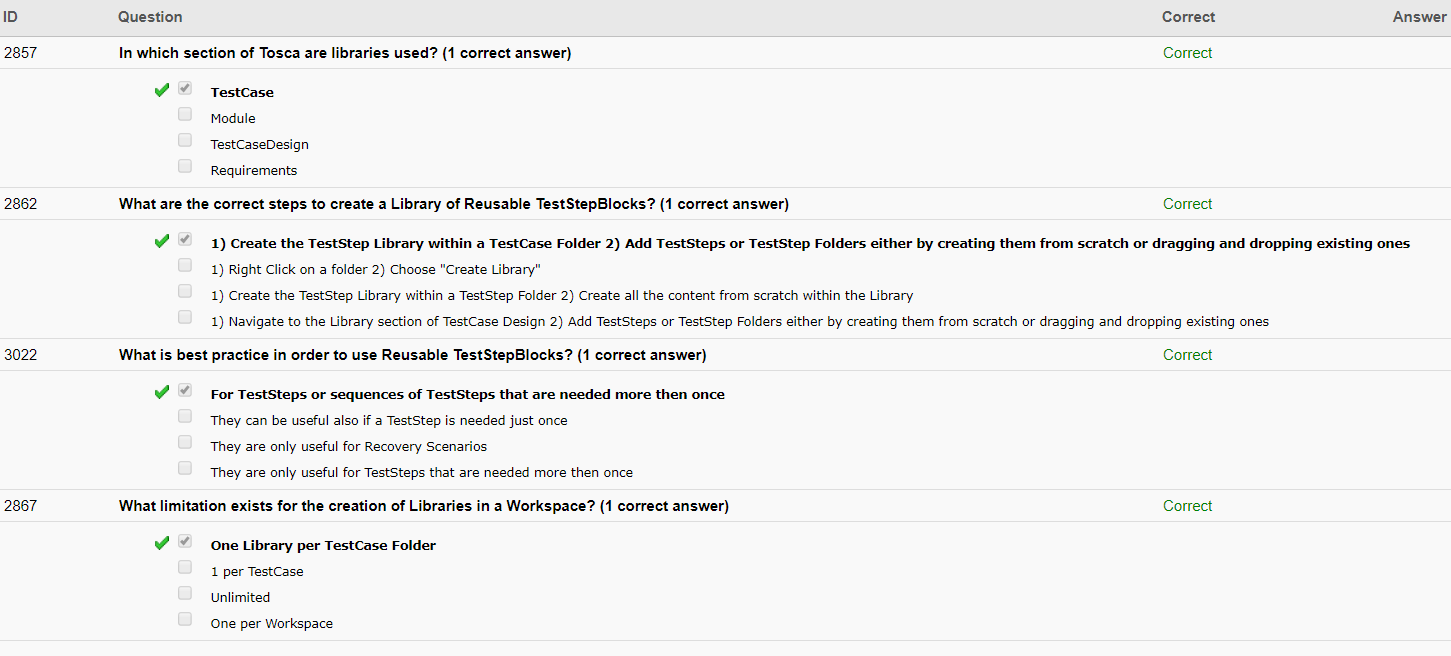 ID Question Correct Answer
2857 In which section of Tosca are libraries used? (1 correct answer) Correct
TestCase
Module
TestCaseDesign
Requirements
2862 What are the correct steps to create a Library of Reusable TestStepBlocks? (1 correct answer) Correct
1) Create the TestStep Library within a TestCase Folder 2) Add TestSteps or TestStep Folders either by creating them from scratch or dragging and dropping existing ones
1) Right Click on a folder 2) Choose "Create Library"
1) Create the TestStep Library within a TestStep Folder 2) Create all the content from scratch within the Library
1) Navigate to the Library section of TestCase Design 2) Add TestSteps or TestStep Folders either by creating them from scratch or dragging and dropping existing ones
3022 What is best practice in order to use Reusable TestStepBlocks? (1 correct answer) Correct
For TestSteps or sequences of TestSteps that are needed more then once
They can be useful also if a TestStep is needed just once
They are only useful for Recovery Scenarios
They are only useful for TestSteps that are needed more then once
2867 What limitation exists for the creation of Libraries in a Workspace? (1 correct answer) Correct
One Library per TestCase Folder
1 per TestCase
Unlimited
One per Workspace